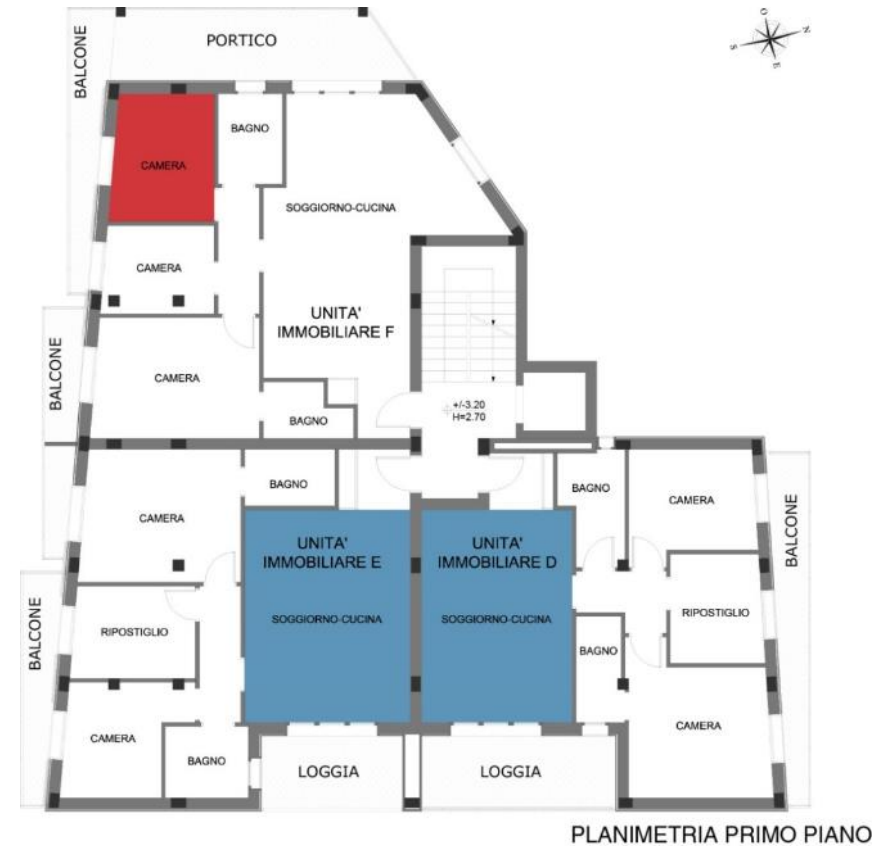 O
N
S
E
PORTICO
BALCONE
BAGNO
CAMERA
SOGGIORNO-CUCINA
CAMERA
UNITA'
IMMOBILIARE F
BALCONE
CAMERA
+/-3.20
H=2.70
BAGNO
BAGNO
BAGNO
CAMERA
CAMERA
BALCONE
UNITA'
IMMOBILIARE E
UNITA'
IMMOBILIARE D
BALCONE
RIPOSTIGLIO
SOGGIORNO-CUCINA
SOGGIORNO-CUCINA
RIPOSTIGLIO
BAGNO
CAMERA
CAMERA
BAGNO
LOGGIA
LOGGIA
PLANIMETRIA PRIMO PIANO